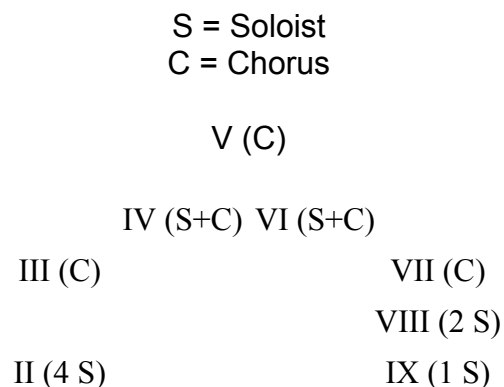 S = Soloist
C = Chorus
V (C)
IV (S+C) VI (S+C)
III (C) VII (C)
VIII (2 S)
II (4 S) IX (1 S)